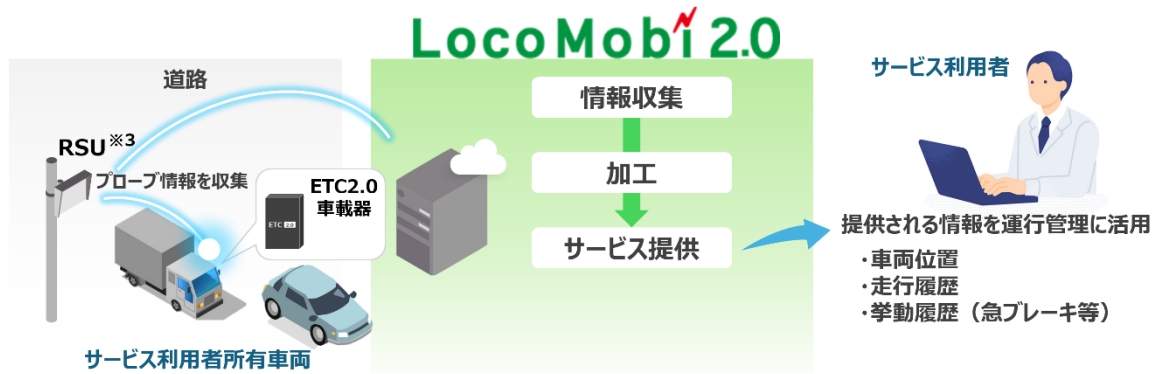 LocoMobi 2.0
道路
RSU※3
プローブ情報を収集
ETC2.0
車載器
ETC 2.0
サービス利用者所有車両
情報収集
加工
サービス提供
サービス利用者
提供される情報を運行管理に活用
・車両位置
・走行履歴
・挙動履歴（急ブレーキ等）